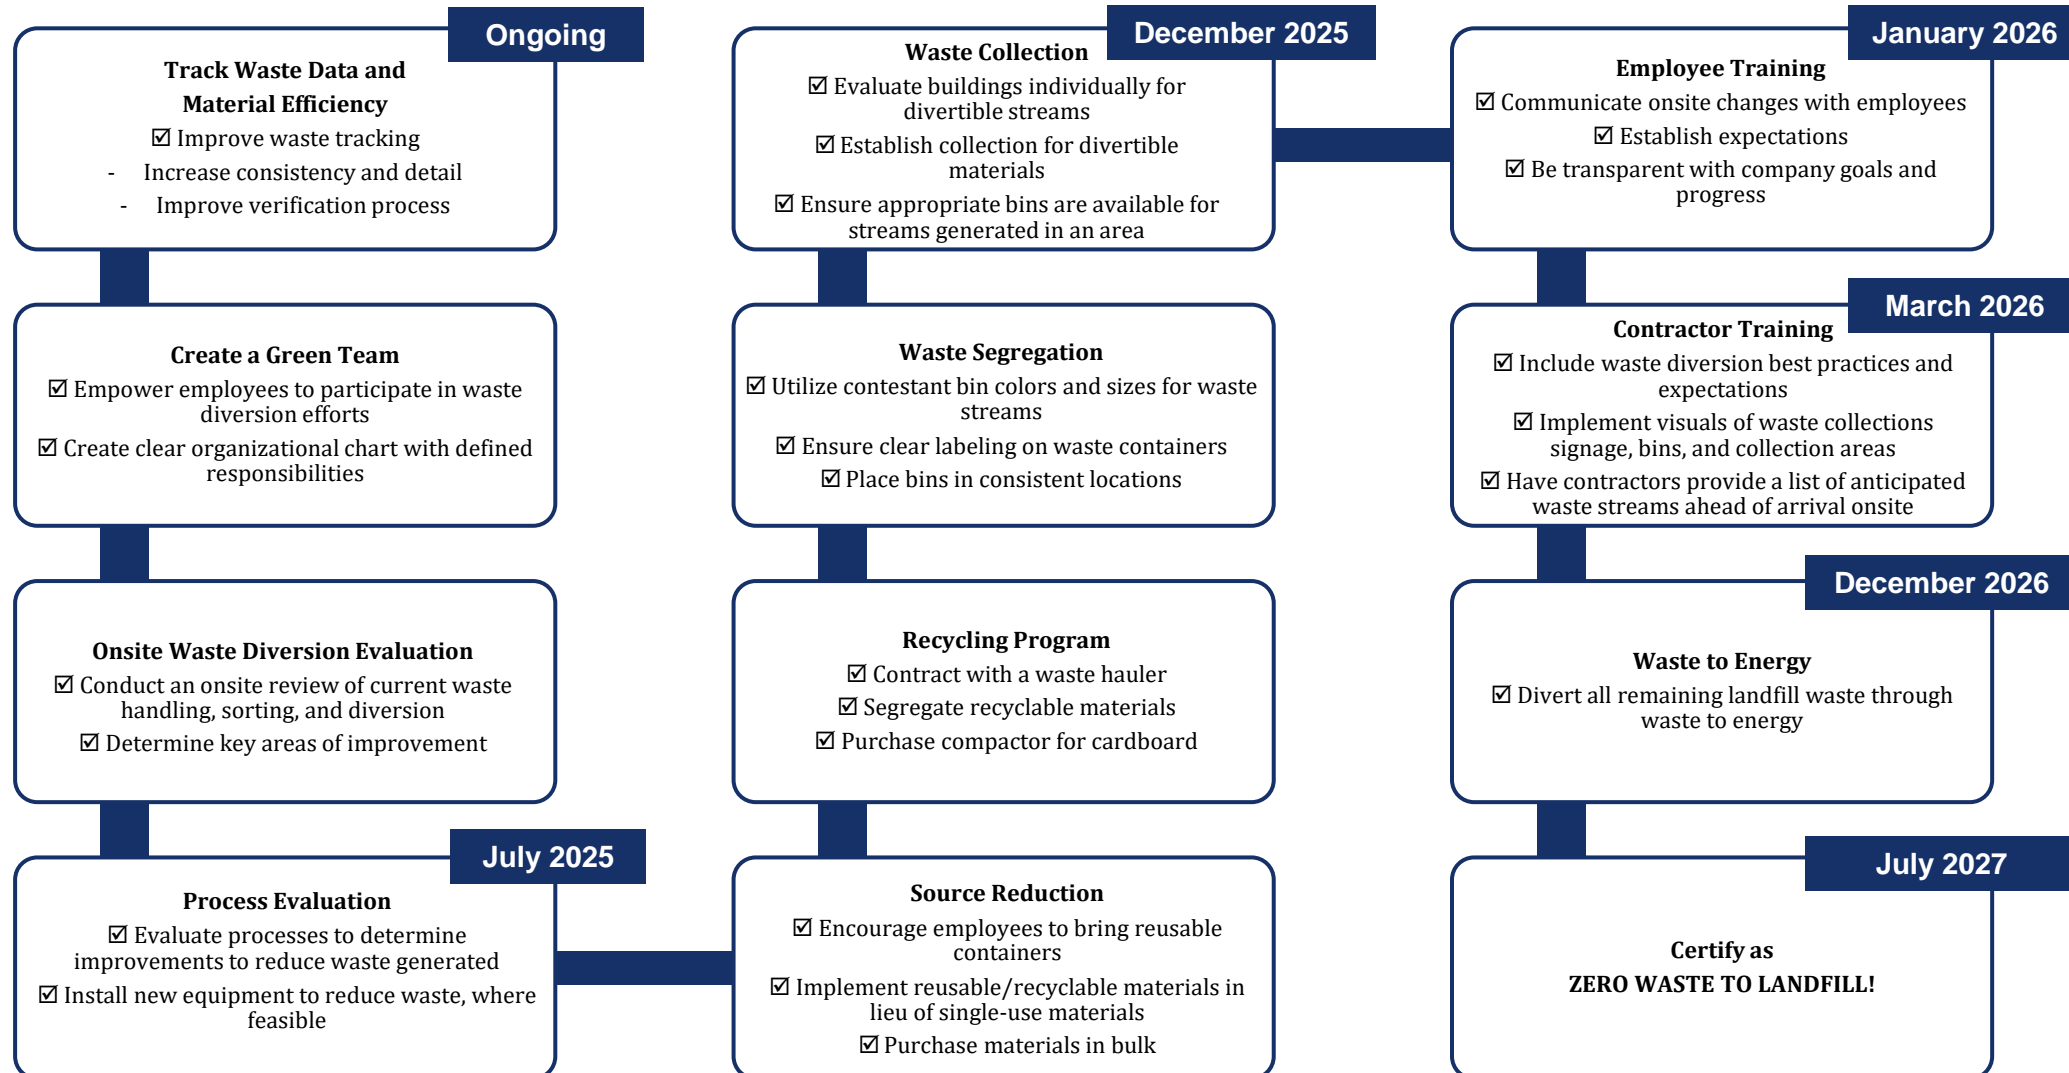 Ongoing
Track Waste Data and
Material Efficiency
☑ Improve waste tracking
- Increase consistency and detail
- Improve verification process
Create a Green Team
☑ Empower employees to participate in waste
diversion efforts
☑ Create clear organizational chart with defined
responsibilities
Onsite Waste Diversion Evaluation
☑ Conduct an onsite review of current waste
handling, sorting, and diversion
☑ Determine key areas of improvement
July 2025
Process Evaluation
☑ Evaluate processes to determine
improvements to reduce waste generated
☑ Install new equipment to reduce waste, where
feasible
December 2025
Waste Collection
☑ Evaluate buildings individually for
divertible streams
☑ Establish collection for divertible
materials
☑ Ensure appropriate bins are available for
streams generated in an area
Waste Segregation
☑ Utilize contestant bin colors and sizes for waste
streams
☑ Ensure clear labeling on waste containers
☑ Place bins in consistent locations
Recycling Program
☑ Contract with a waste hauler
☑ Segregate recyclable materials
☑ Purchase compactor for cardboard
Source Reduction
☑ Encourage employees to bring reusable
containers
☑ Implement reusable/recyclable materials in
lieu of single-use materials
☑ Purchase materials in bulk
January 2026
Employee Training
☑ Communicate onsite changes with employees
☑ Establish expectations
☑ Be transparent with company goals and
progress
March 2026
Contractor Training
☑ Include waste diversion best practices and
expectations
☑ Implement visuals of waste collections
signage, bins, and collection areas
☑ Have contractors provide a list of anticipated
waste streams ahead of arrival onsite
December 2026
Waste to Energy
☑ Divert all remaining landfill waste through
waste to energy
July 2027
Certify as
ZERO WASTE TO LANDFILL!